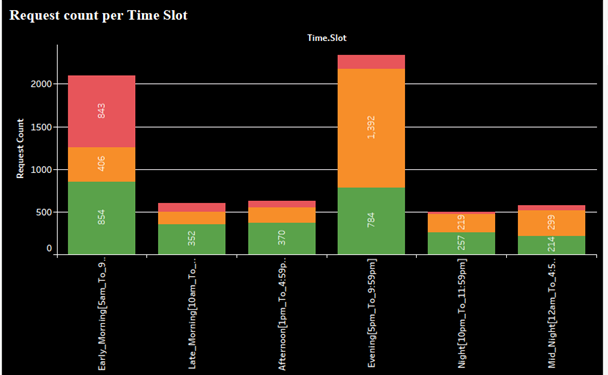 Request count per Time Slot
Time.Slot
Request Count
2000
1500
1000
500
0
843
406
854
352
370
1,392
784
219
257
299
214
Early_Morning[5am_To_9..
Late_Morning[10am_To_..
Afternoon[1pm_To_4:59p..
Evening[5pm_To_9:59pm]
Night[10pm_To_11:59pm]
Mid_Night[12am_To_4:5..